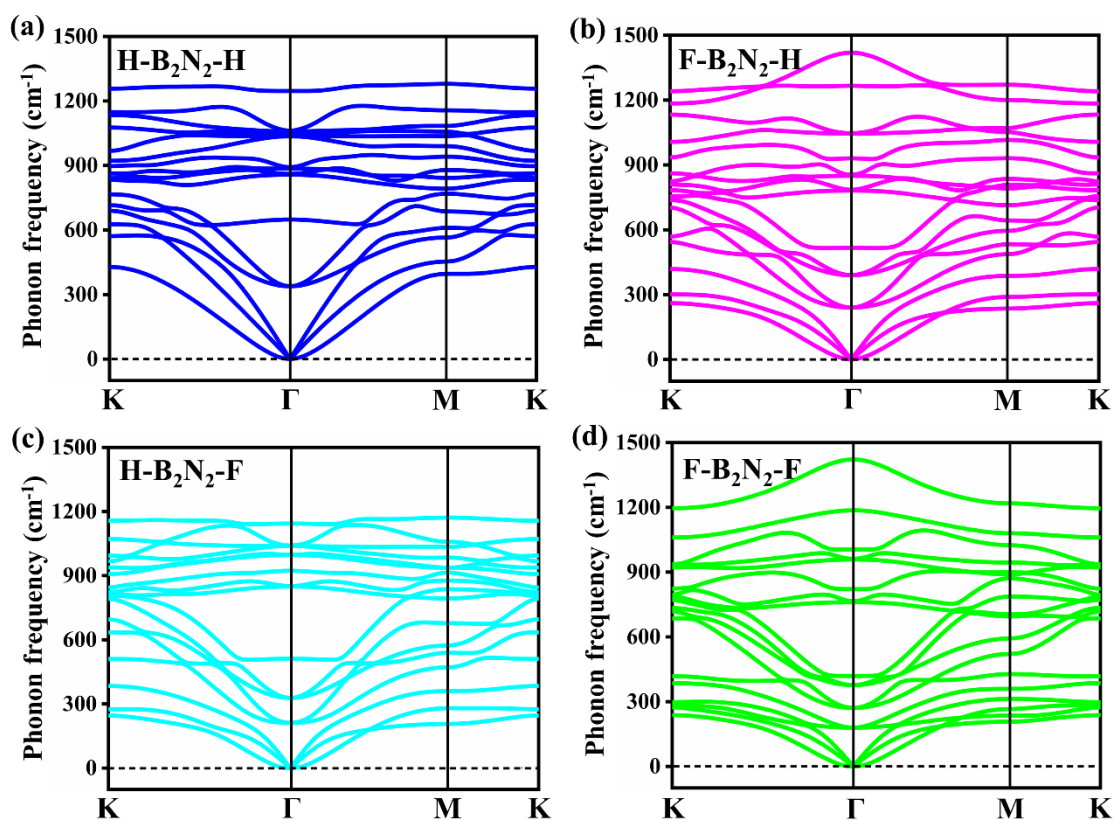 (a)
H-B₂N₂-H
Phonon frequency (cm⁻¹)
1500
1200
900
600
300
0
K Γ M K
(b)
F-B₂N₂-H
Phonon frequency (cm⁻¹)
1500
1200
900
600
300
0
K Γ M K
(c)
H-B₂N₂-F
Phonon frequency (cm⁻¹)
1500
1200
900
600
300
0
K Γ M K
(d)
F-B₂N₂-F
Phonon frequency (cm⁻¹)
1500
1200
900
600
300
0
K Γ M K